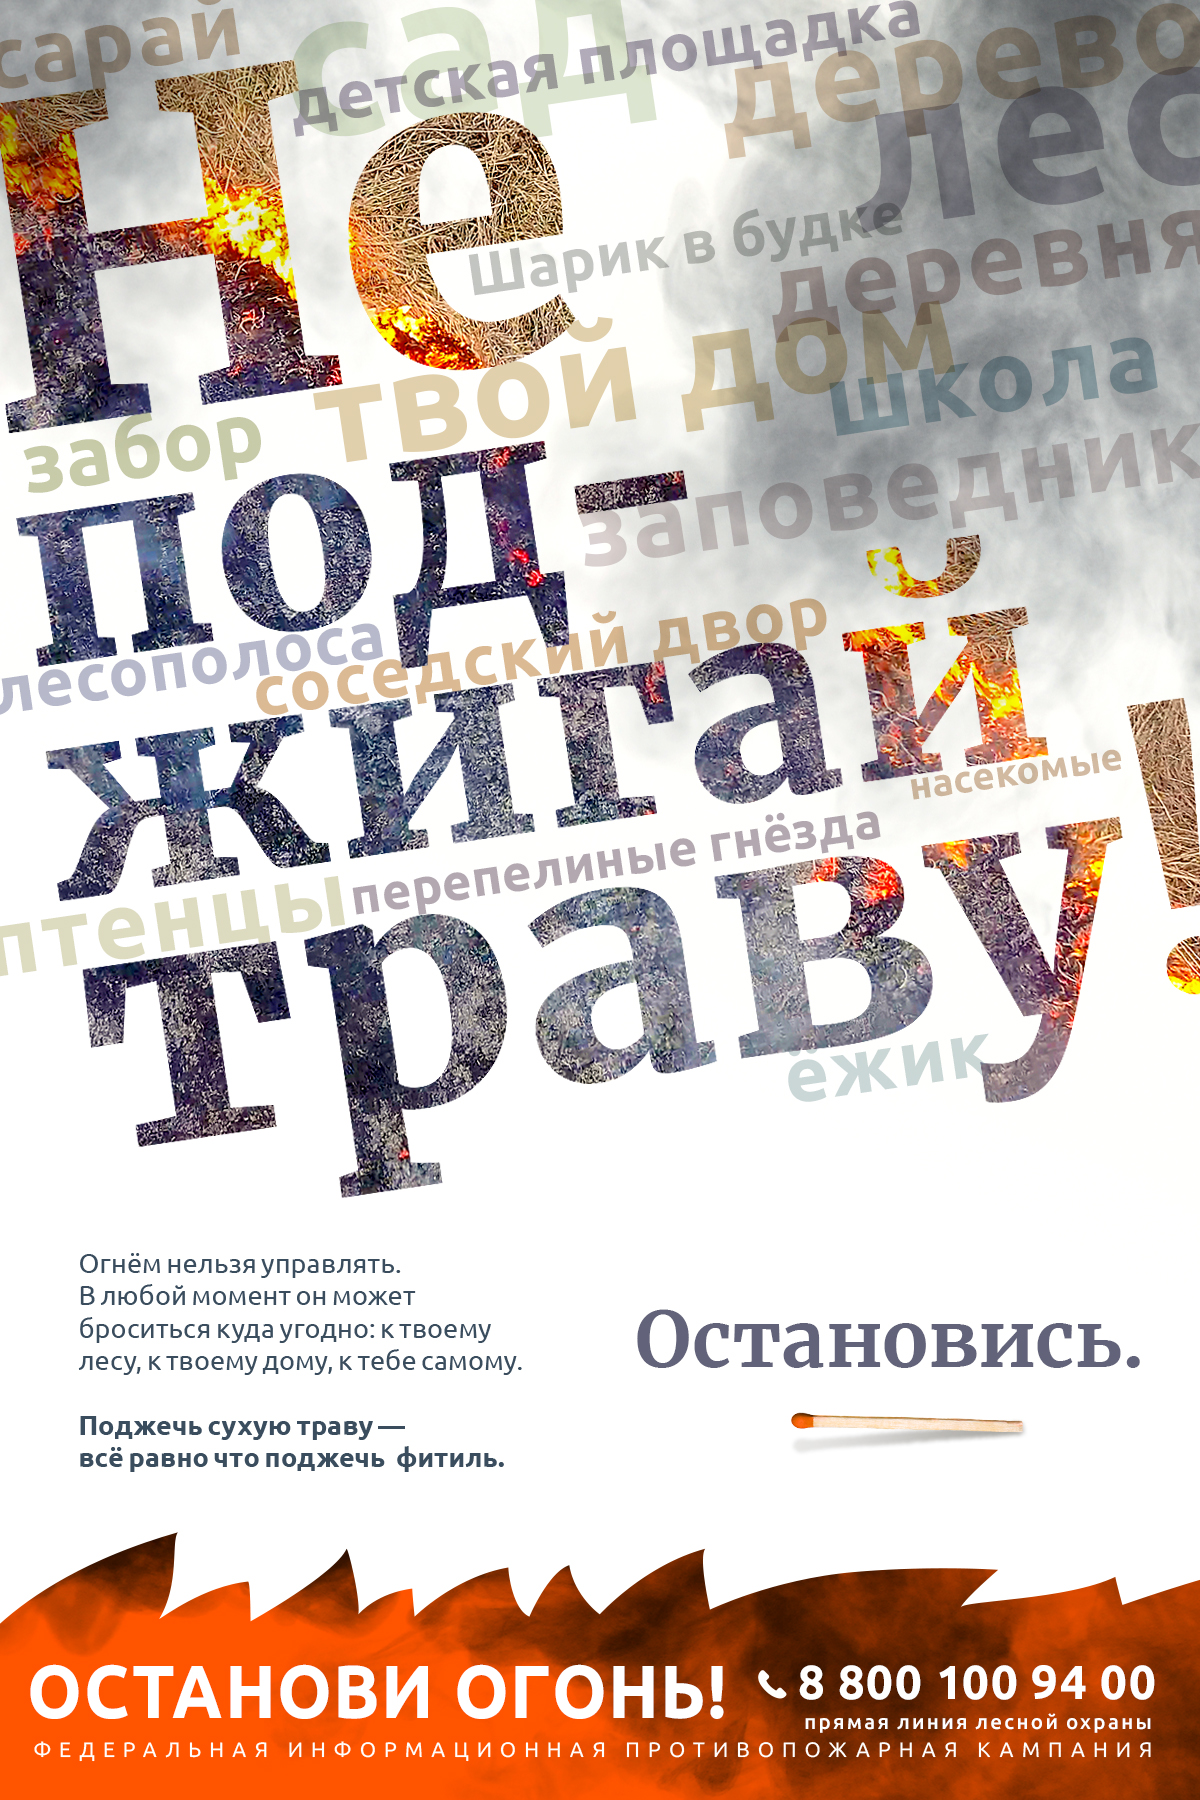 сарай
сад
детская площадка
дерево
лес
Не
Шарик в будке
деревня
твой дом
школа
забор
заповедник
под-
лесополоса
соседский двор
жигай
насекомые
перепелиные гнёзда
птенцы
траву!
ёжик
Огнём нельзя управлять.
В любой момент он может
броситься куда угодно: к твоему
лесу, к твоему дому, к тебе самому.
Поджечь сухую траву —
всё равно что поджечь фитиль.
Остановись.
ОСТАНОВИ ОГОНЬ!
8 800 100 94 00
прямая линия лесной охраны
ФЕДЕРАЛЬНАЯ ИНФОРМАЦИОННАЯ ПРОТИВОПОЖАРНАЯ КАМПАНИЯ